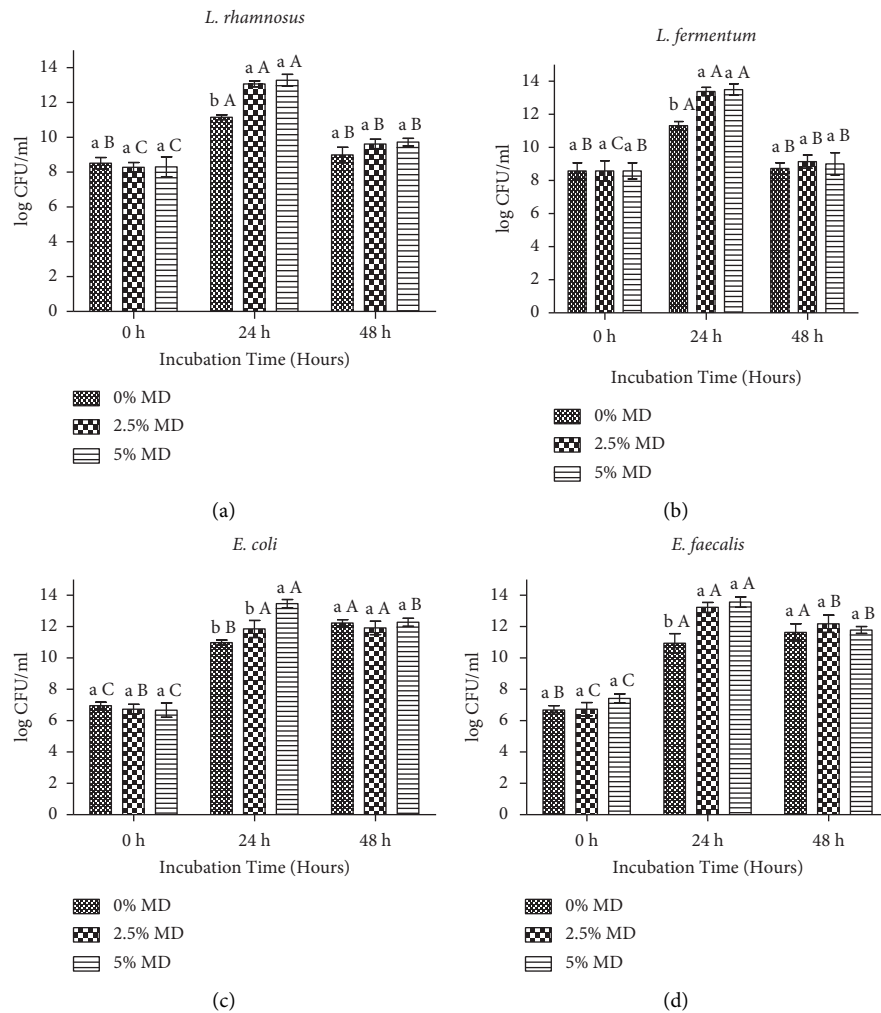 L. rhamnosus
14
12
10
8
6
4
2
0
log CFU/ml
a B
a C
a C
b A
a A
a A
a B
a B
a B
0 h
24 h
48 h
Incubation Time (Hours)
0% MD
2.5% MD
5% MD
(a)
L. fermentum
14
12
10
8
6
4
2
0
log CFU/ml
a B
a C
a B
b A
a A
a A
a B
a B
a B
0 h
24 h
48 h
Incubation Time (Hours)
0% MD
2.5% MD
5% MD
(b)
E. coli
14
12
10
8
6
4
2
0
log CFU/ml
a C
a B
a C
b B
b A
a A
a A
a A
a B
0 h
24 h
48 h
Incubation Time (Hours)
0% MD
2.5% MD
5% MD
(c)
E. faecalis
14
12
10
8
6
4
2
0
log CFU/ml
a B
a C
a C
b A
a A
a A
a A
a B
a B
0 h
24 h
48 h
Incubation Time (Hours)
0% MD
2.5% MD
5% MD
(d)